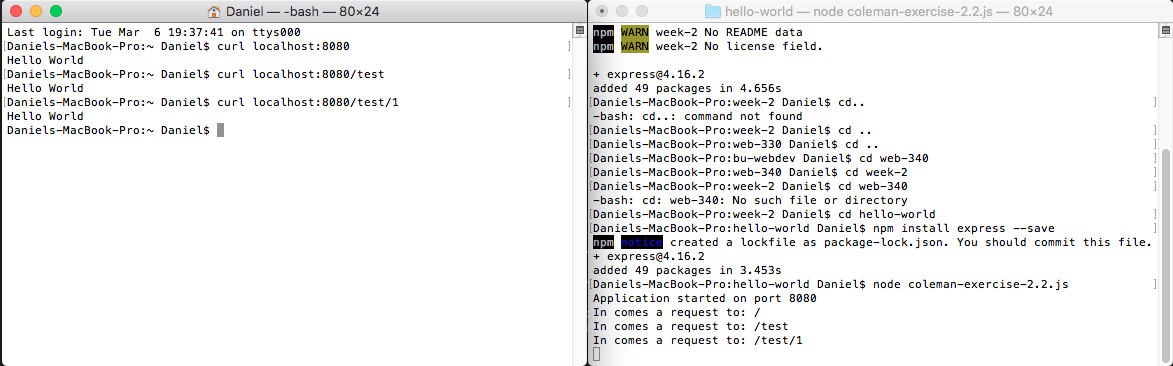 Daniel — -bash — 80×24
Last login: Tue Mar  6 19:37:41 on ttys000
[Daniels-MacBook-Pro:~ Daniel$ curl localhost:8080 ]
Hello World
[Daniels-MacBook-Pro:~ Daniel$ curl localhost:8080/test ]
Hello World
[Daniels-MacBook-Pro:~ Daniel$ curl localhost:8080/test/1 ]
Hello World
Daniels-MacBook-Pro:~ Daniel$
hello-world — node coleman-exercise-2.2.js — 80×24
npm WARN week-2 No README data
npm WARN week-2 No license field.
+ express@4.16.2
added 49 packages in 4.656s
[Daniels-MacBook-Pro:week-2 Daniel$ cd.. ]
-bash: cd..: command not found
[Daniels-MacBook-Pro:week-2 Daniel$ cd .. ]
[Daniels-MacBook-Pro:web-330 Daniel$ cd .. ]
[Daniels-MacBook-Pro:bu-webdev Daniel$ cd web-340 ]
[Daniels-MacBook-Pro:web-340 Daniel$ cd week-2 ]
[Daniels-MacBook-Pro:week-2 Daniel$ cd web-340 ]
-bash: cd: web-340: No such file or directory
[Daniels-MacBook-Pro:week-2 Daniel$ cd hello-world ]
[Daniels-MacBook-Pro:hello-world Daniel$ npm install express --save ]
npm notice created a lockfile as package-lock.json. You should commit this file.
+ express@4.16.2
added 49 packages in 3.453s
[Daniels-MacBook-Pro:hello-world Daniel$ node coleman-exercise-2.2.js ]
Application started on port 8080
In comes a request to: /
In comes a request to: /test
In comes a request to: /test/1